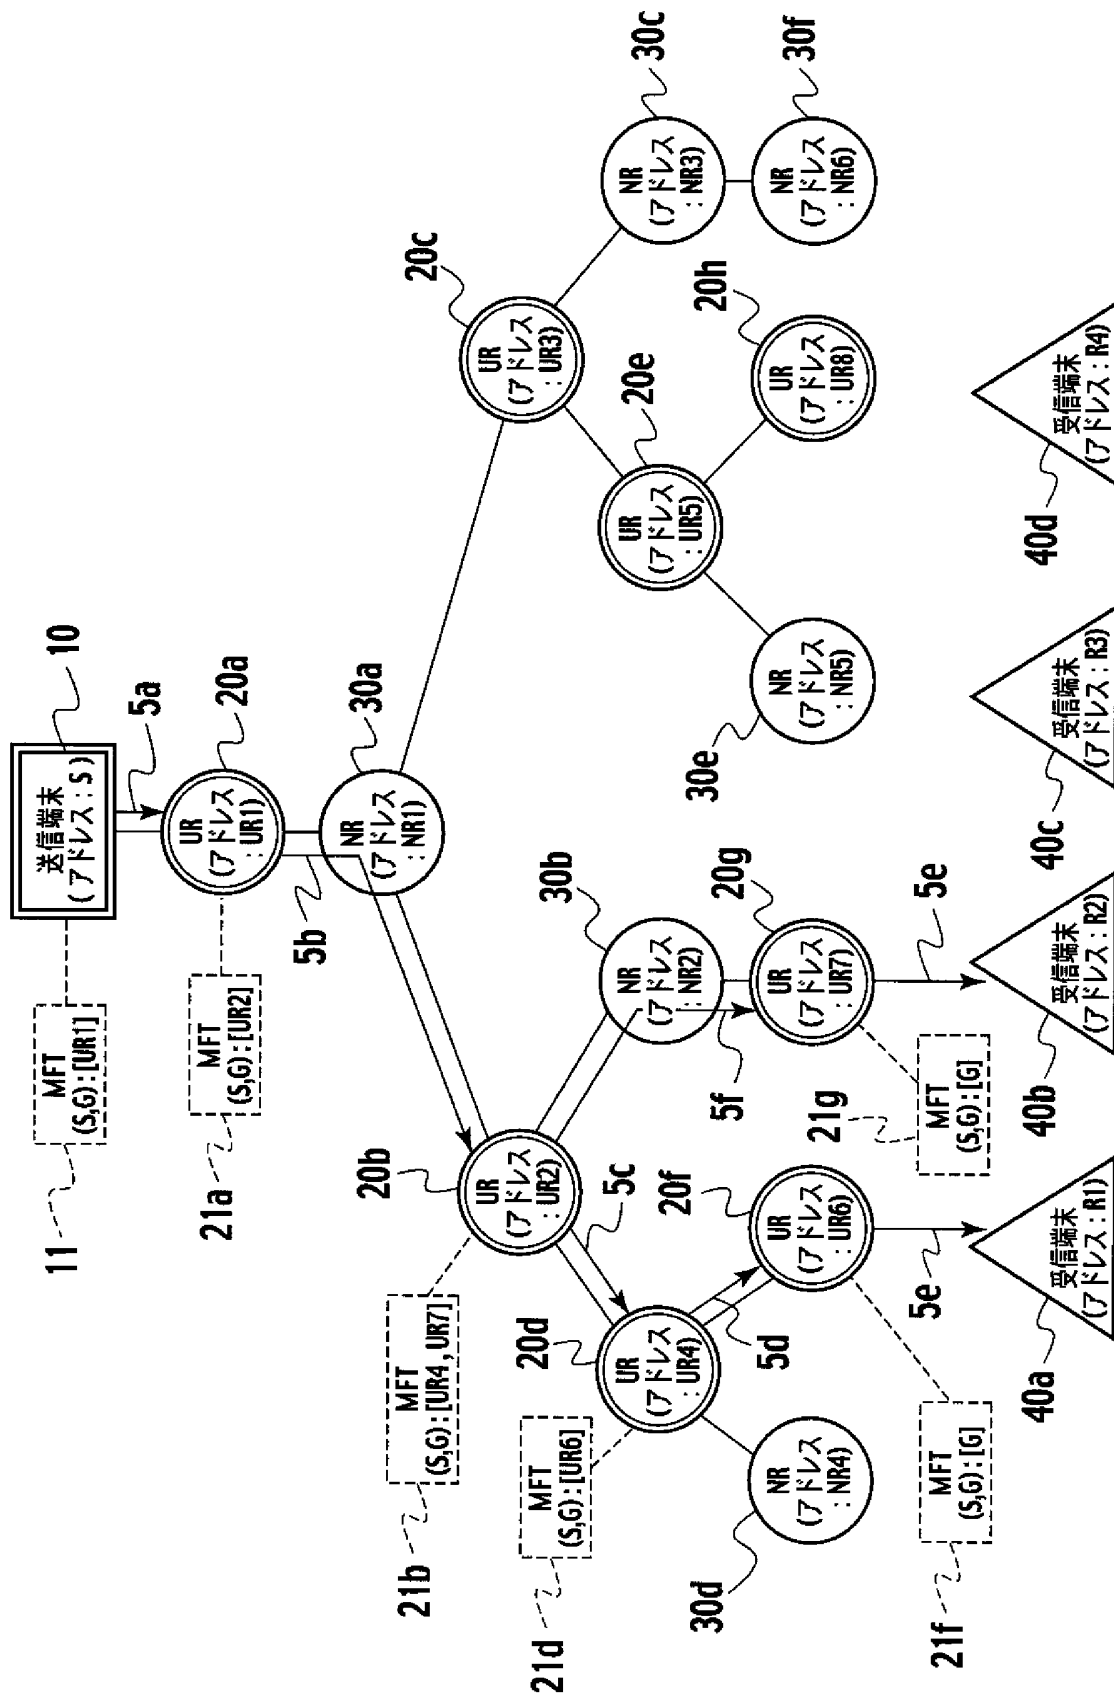 送信端末
(アドレス:S)
10
MFT
(S,G):[UR1]
11
5a
UR
(アドレス
:UR1)
20a
MFT
(S,G):[UR2]
21a
5b
NR
(アドレス
:NR1)
30a
UR
(アドレス
:UR2)
20b
MFT
(S,G):[UR4,UR7]
21b
UR
(アドレス
:UR3)
20c
5c
UR
(アドレス
:UR4)
20d
MFT
(S,G):[UR6]
21d
NR
(アドレス
:NR2)
30b
UR
(アドレス
:UR5)
20e
NR
(アドレス
:NR3)
30c
5d
5f
NR
(アドレス
:NR4)
30d
UR
(アドレス
:UR6)
20f
UR
(アドレス
:UR7)
20g
NR
(アドレス
:NR5)
30e
UR
(アドレス
:UR8)
20h
NR
(アドレス
:NR6)
30f
MFT
(S,G):[G]
21f
MFT
(S,G):[G]
21g
5e
5e
受信端末
(アドレス:R1)
40a
受信端末
(アドレス:R2)
40b
受信端末
(アドレス:R3)
40c
受信端末
(アドレス:R4)
40d